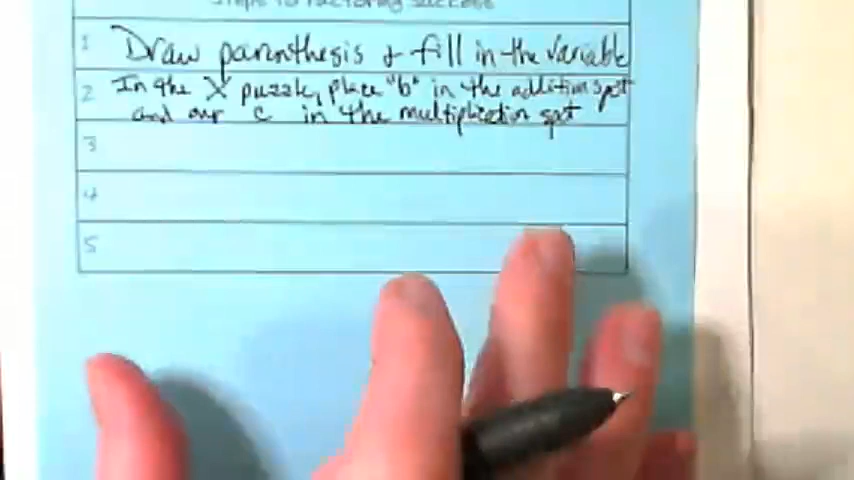 Steps to factoring success
1 Draw parenthesis + fill in the variable
2 In the X puzzle, place "b" in the addition spot
and our c in the multiplication spot
3
4
5